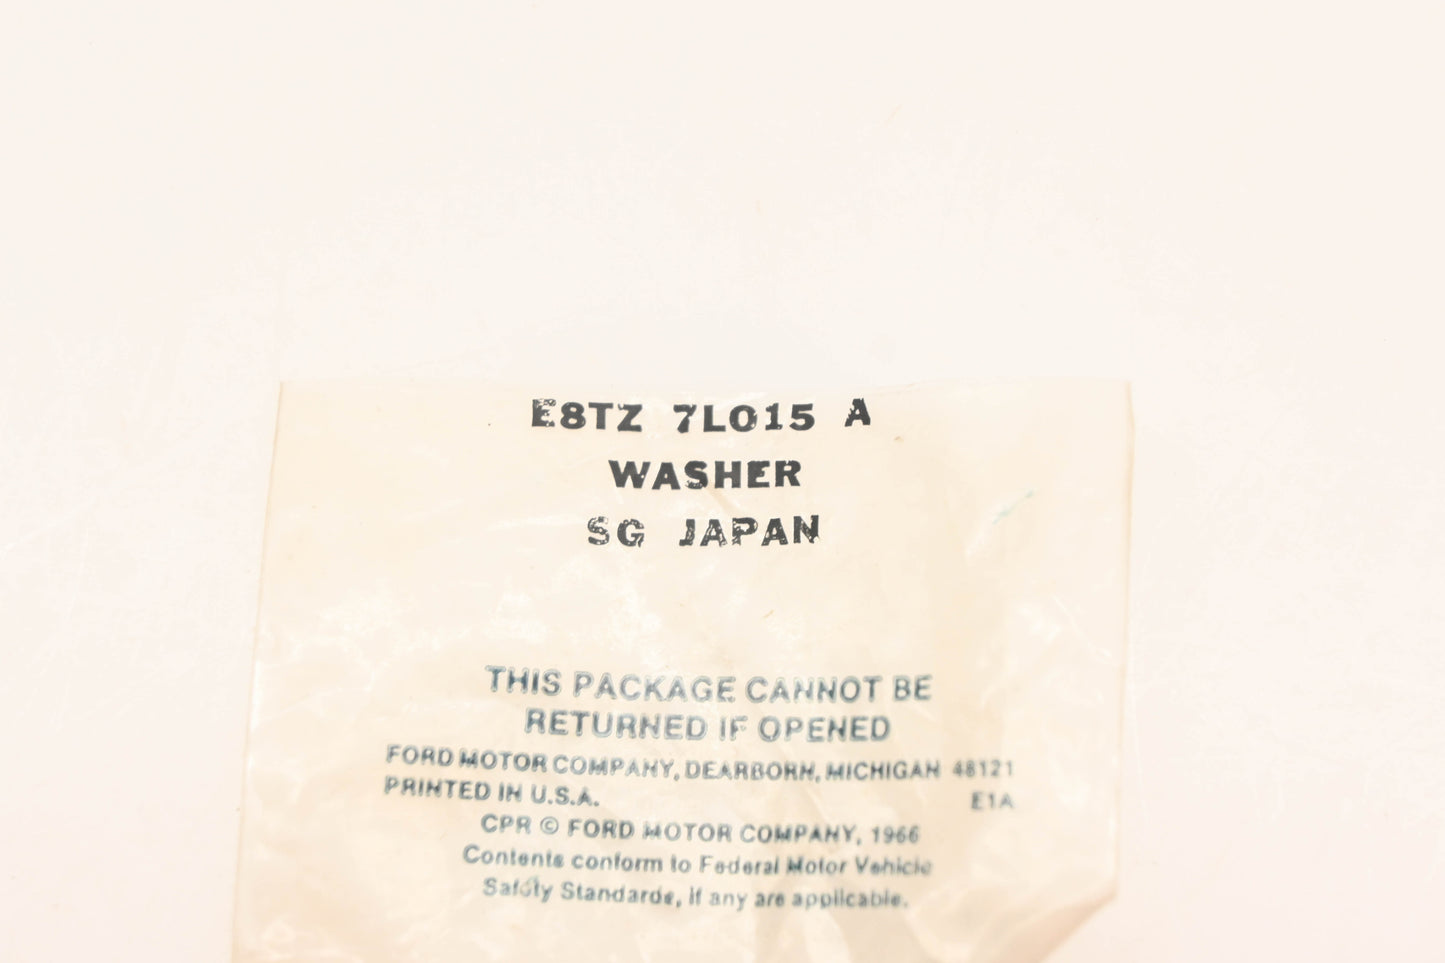 E8TZ 7L015 A
WASHER
SG JAPAN
THIS PACKAGE CANNOT BE
RETURNED IF OPENED
FORD MOTOR COMPANY, DEARBORN, MICHIGAN 48121
PRINTED IN U.S.A. E1A
CPR © FORD MOTOR COMPANY, 1966
Contents conform to Federal Motor Vehicle
Safety Standards, if any are applicable.